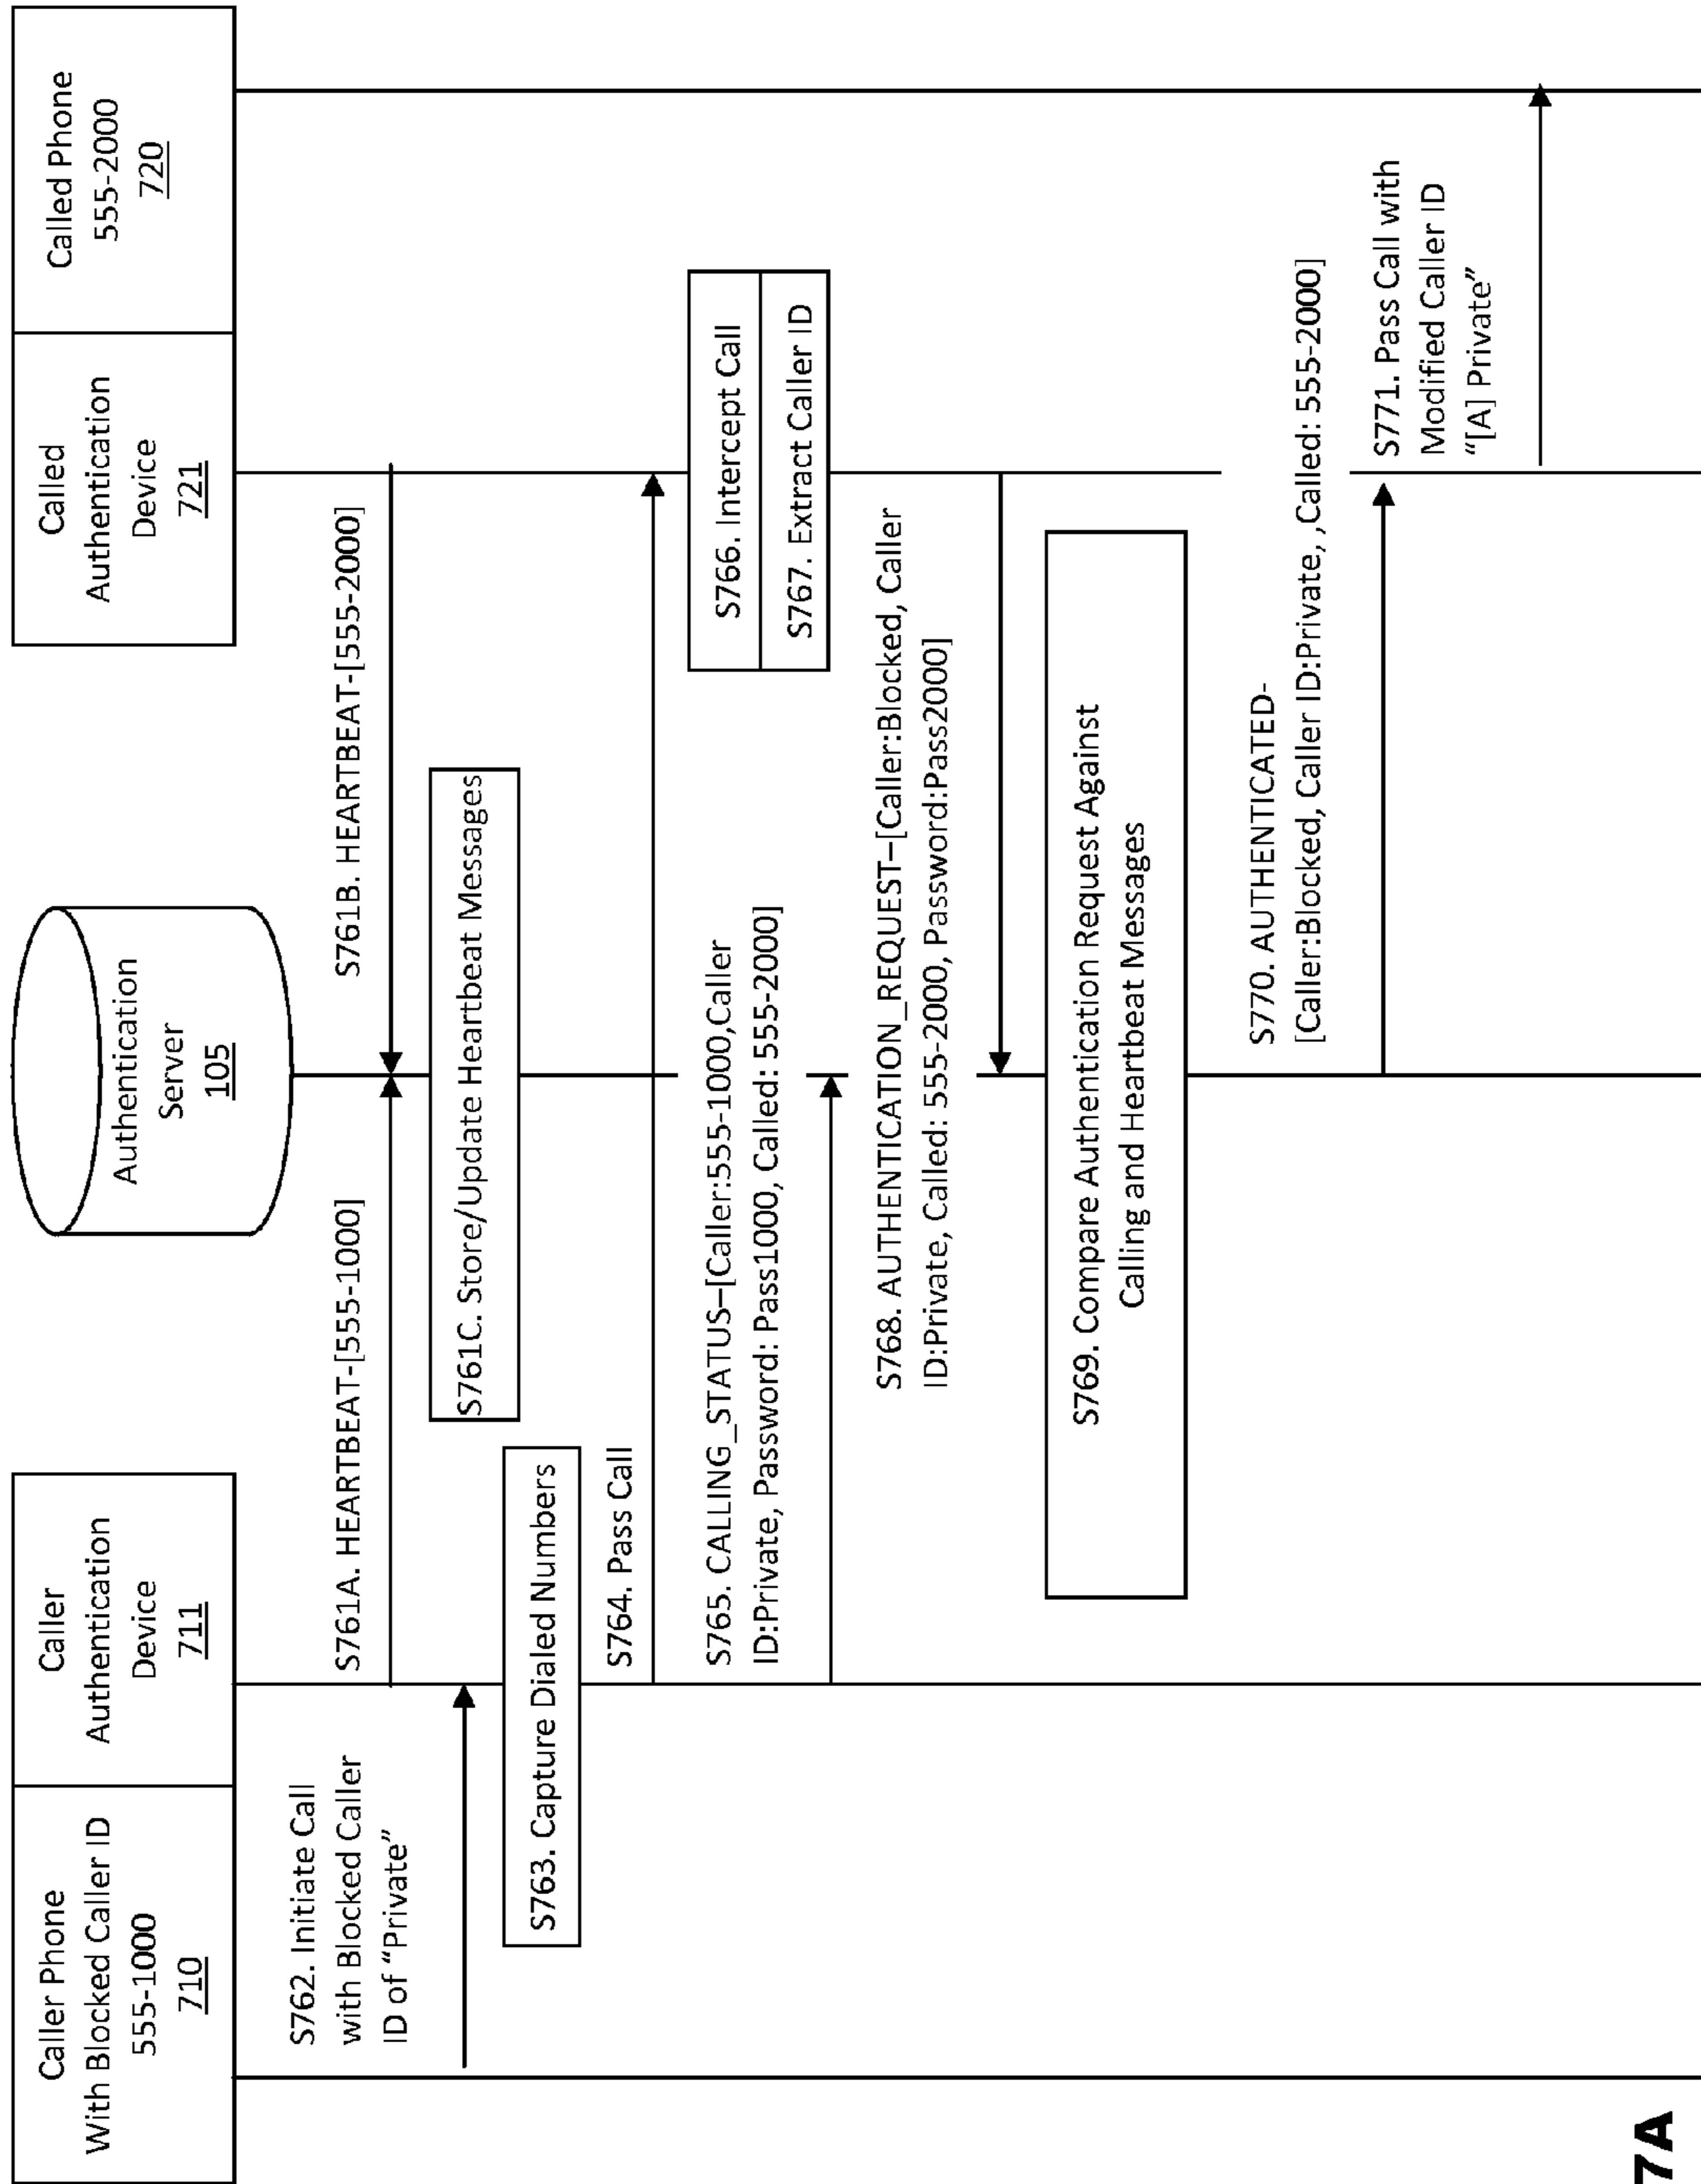 Caller Phone
With Blocked Caller ID
555-1000
710
Caller
Authentication
Device
711
Authentication
Server
105
Called
Authentication
Device
721
Called Phone
555-2000
720
S761A. HEARTBEAT-[555-1000]
S761B. HEARTBEAT-[555-2000]
S762. Initiate Call
with Blocked Caller
ID of “Private”
S761C. Store/Update Heartbeat Messages
S763. Capture Dialed Numbers
S764. Pass Call
S765. CALLING_STATUS–[Caller:555-1000,Caller
ID:Private, Password: Pass1000, Called: 555-2000]
S766. Intercept Call
S767. Extract Caller ID
S768. AUTHENTICATION_REQUEST–[Caller:Blocked, Caller
ID:Private, Called: 555-2000, Password:Pass2000]
S769. Compare Authentication Request Against
Calling and Heartbeat Messages
S770. AUTHENTICATED-
[Caller:Blocked, Caller ID:Private, ,Called: 555-2000]
S771. Pass Call with
Modified Caller ID
“[A] Private”
7A